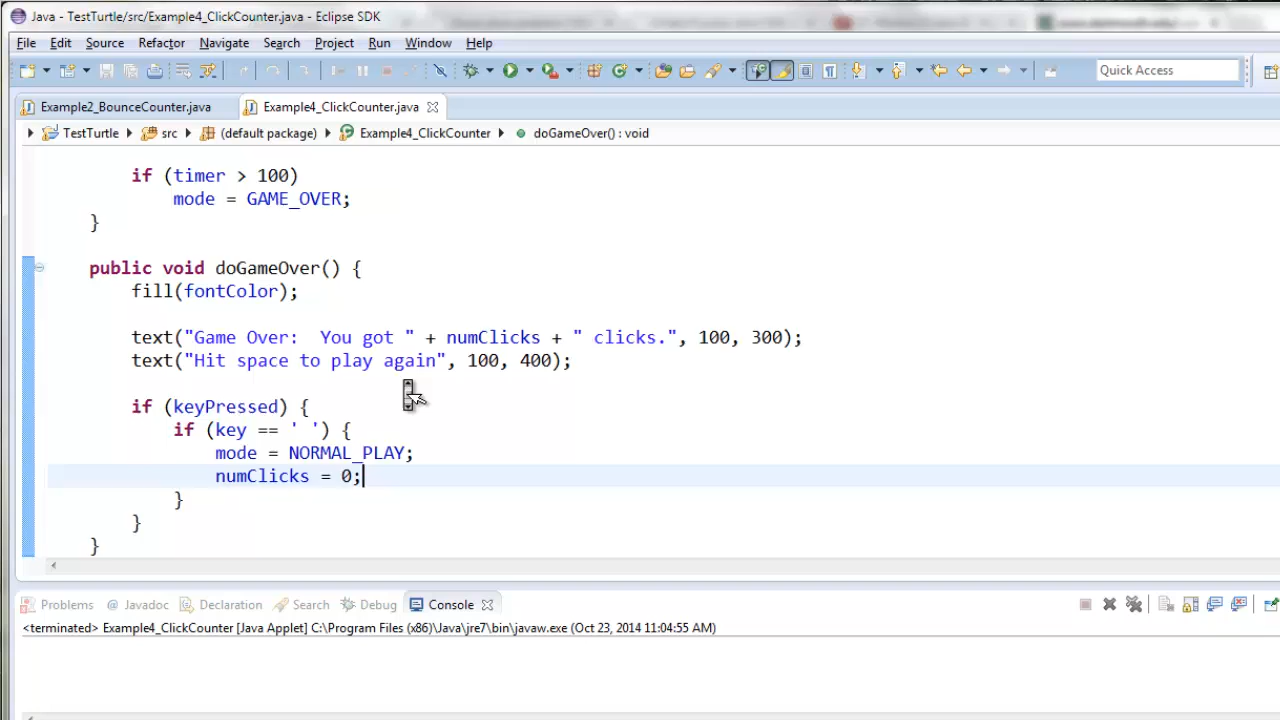 Java - TestTurtle/src/Example4_ClickCounter.java - Eclipse SDK
File Edit Source Refactor Navigate Search Project Run Window Help
Quick Access
Example2_BounceCounter.java Example4_ClickCounter.java
TestTurtle src (default package) Example4_ClickCounter doGameOver() : void
if (timer > 100)
mode = GAME_OVER;
}
public void doGameOver() {
fill(fontColor);
text("Game Over:  You got " + numClicks + " clicks.", 100, 300);
text("Hit space to play again", 100, 400);
if (keyPressed) {
if (key == ' ') {
mode = NORMAL_PLAY;
numClicks = 0;
}
}
}
Problems @ Javadoc Declaration Search Debug Console
<terminated> Example4_ClickCounter [Java Applet] C:\Program Files (x86)\Java\jre7\bin\javaw.exe (Oct 23, 2014 11:04:55 AM)